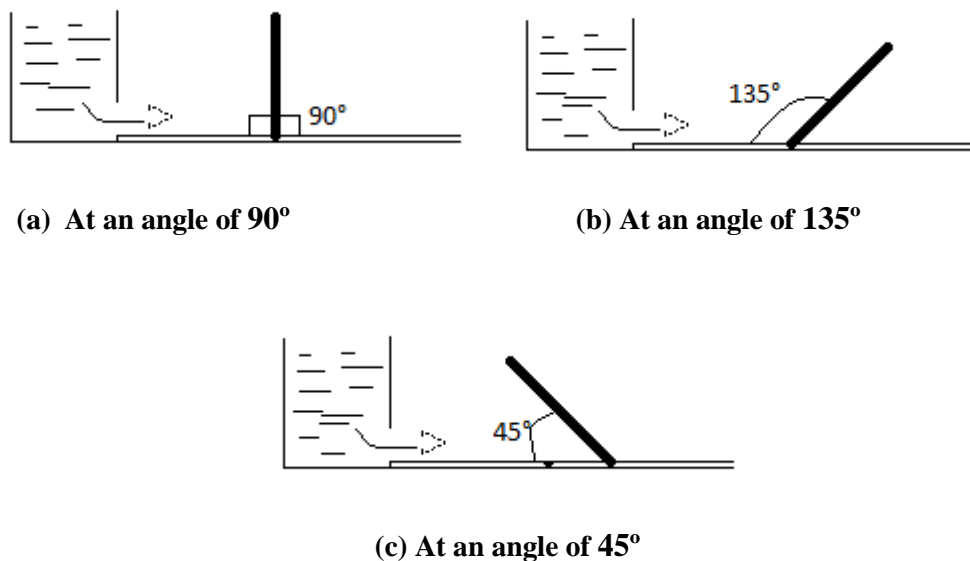 90°
135°
(a) At an angle of 90º
(b) At an angle of 135º
45°
(c) At an angle of 45º